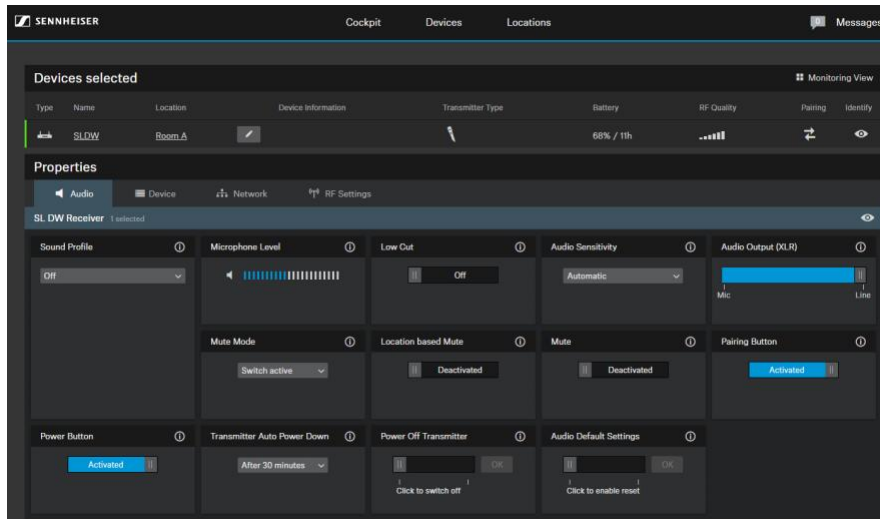 SENNHEISER Cockpit Devices Locations 0 Messages
Devices selected Monitoring View
Type Name Location Device Information Transmitter Type Battery RF Quality Pairing Identify
SLDW Room A 68% / 11h
Properties
Audio Device Network RF Settings
SL DW Receiver 1 selected
Sound Profile Microphone Level Low Cut Audio Sensitivity Audio Output (XLR)
Off Off Automatic
Mic Line
Mute Mode Location based Mute Mute Pairing Button
Switch active Deactivated Deactivated Activated
Power Button Transmitter Auto Power Down Power Off Transmitter Audio Default Settings
Activated After 30 minutes OK OK
Click to switch off Click to enable reset